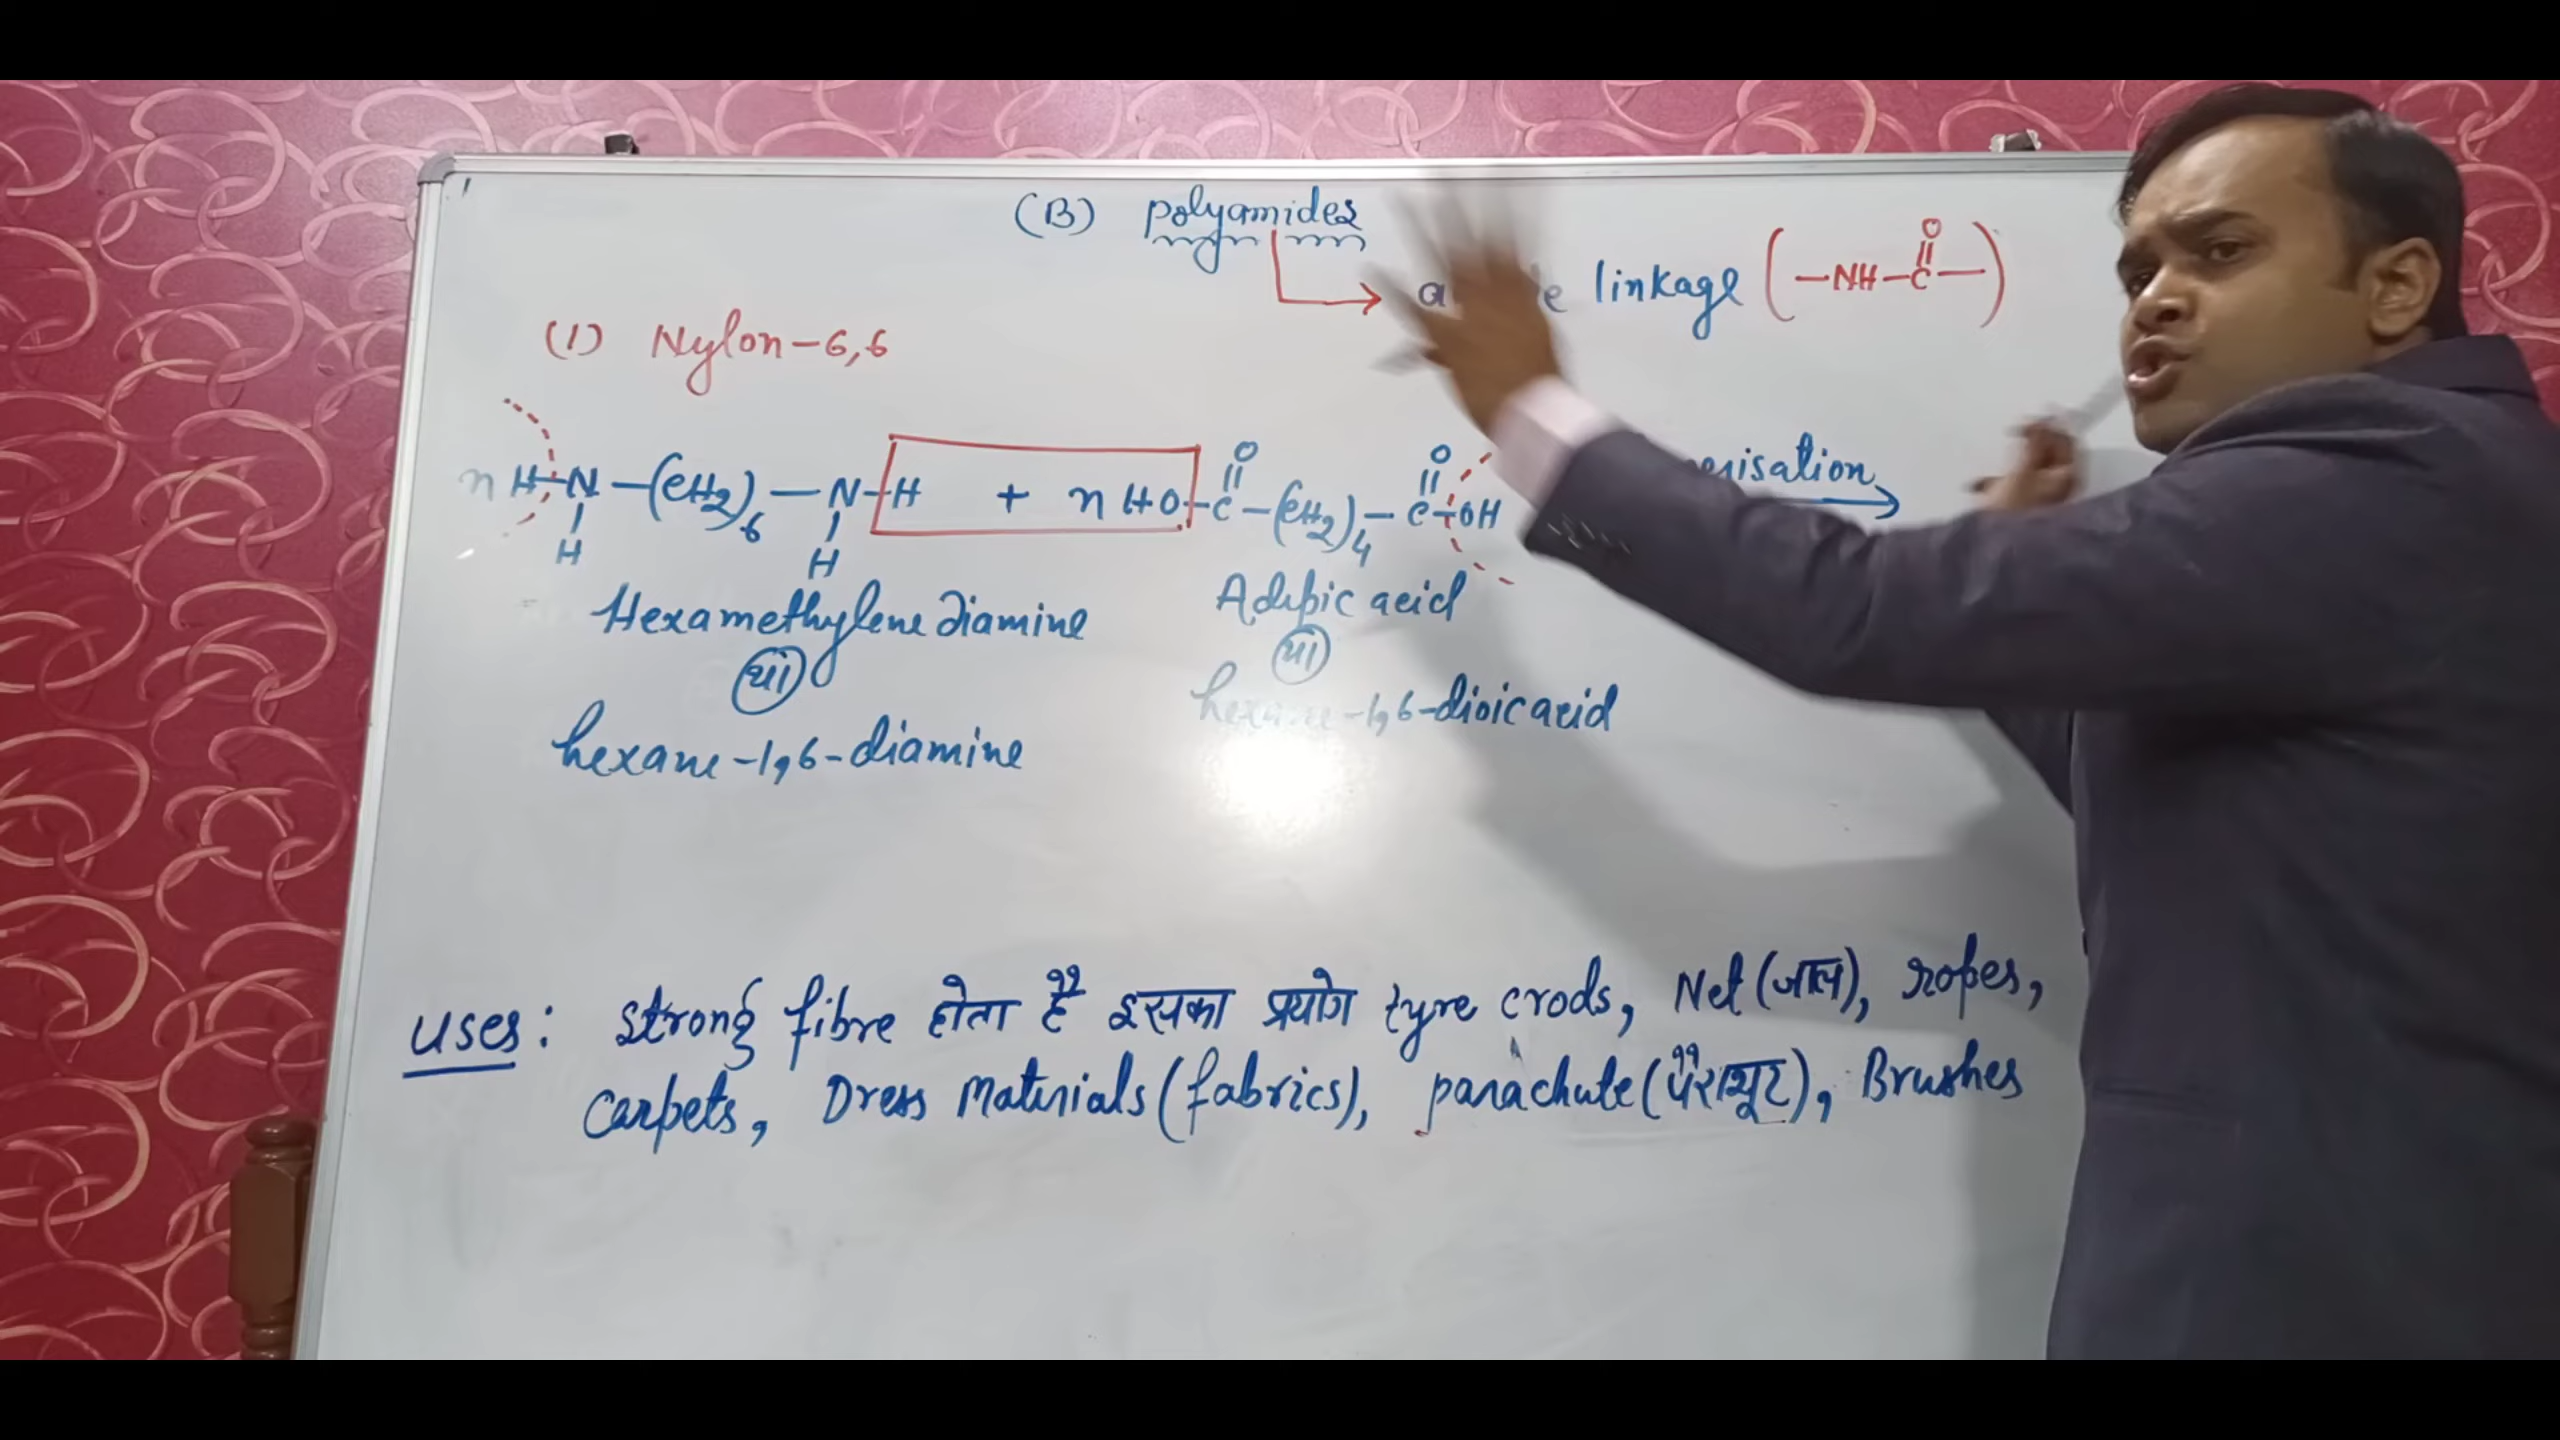 (B) polyamides
linkage (—NH—C—)
O
(1) Nylon-6,6
O O
n H-N—(CH2)6—N-H + n HO-C-(CH2)4-C-OH
H H
Hexamethylene diamine Adipic acid
(या) (या)
hexane-1,6-diamine hexane-1,6-dioic acid
uses: strong fibre होता है इसका प्रयोग tyre crods, Net (जाल), ropes,
carpets, Dress Materials (fabrics), parachute (पैराशूट), Brushes